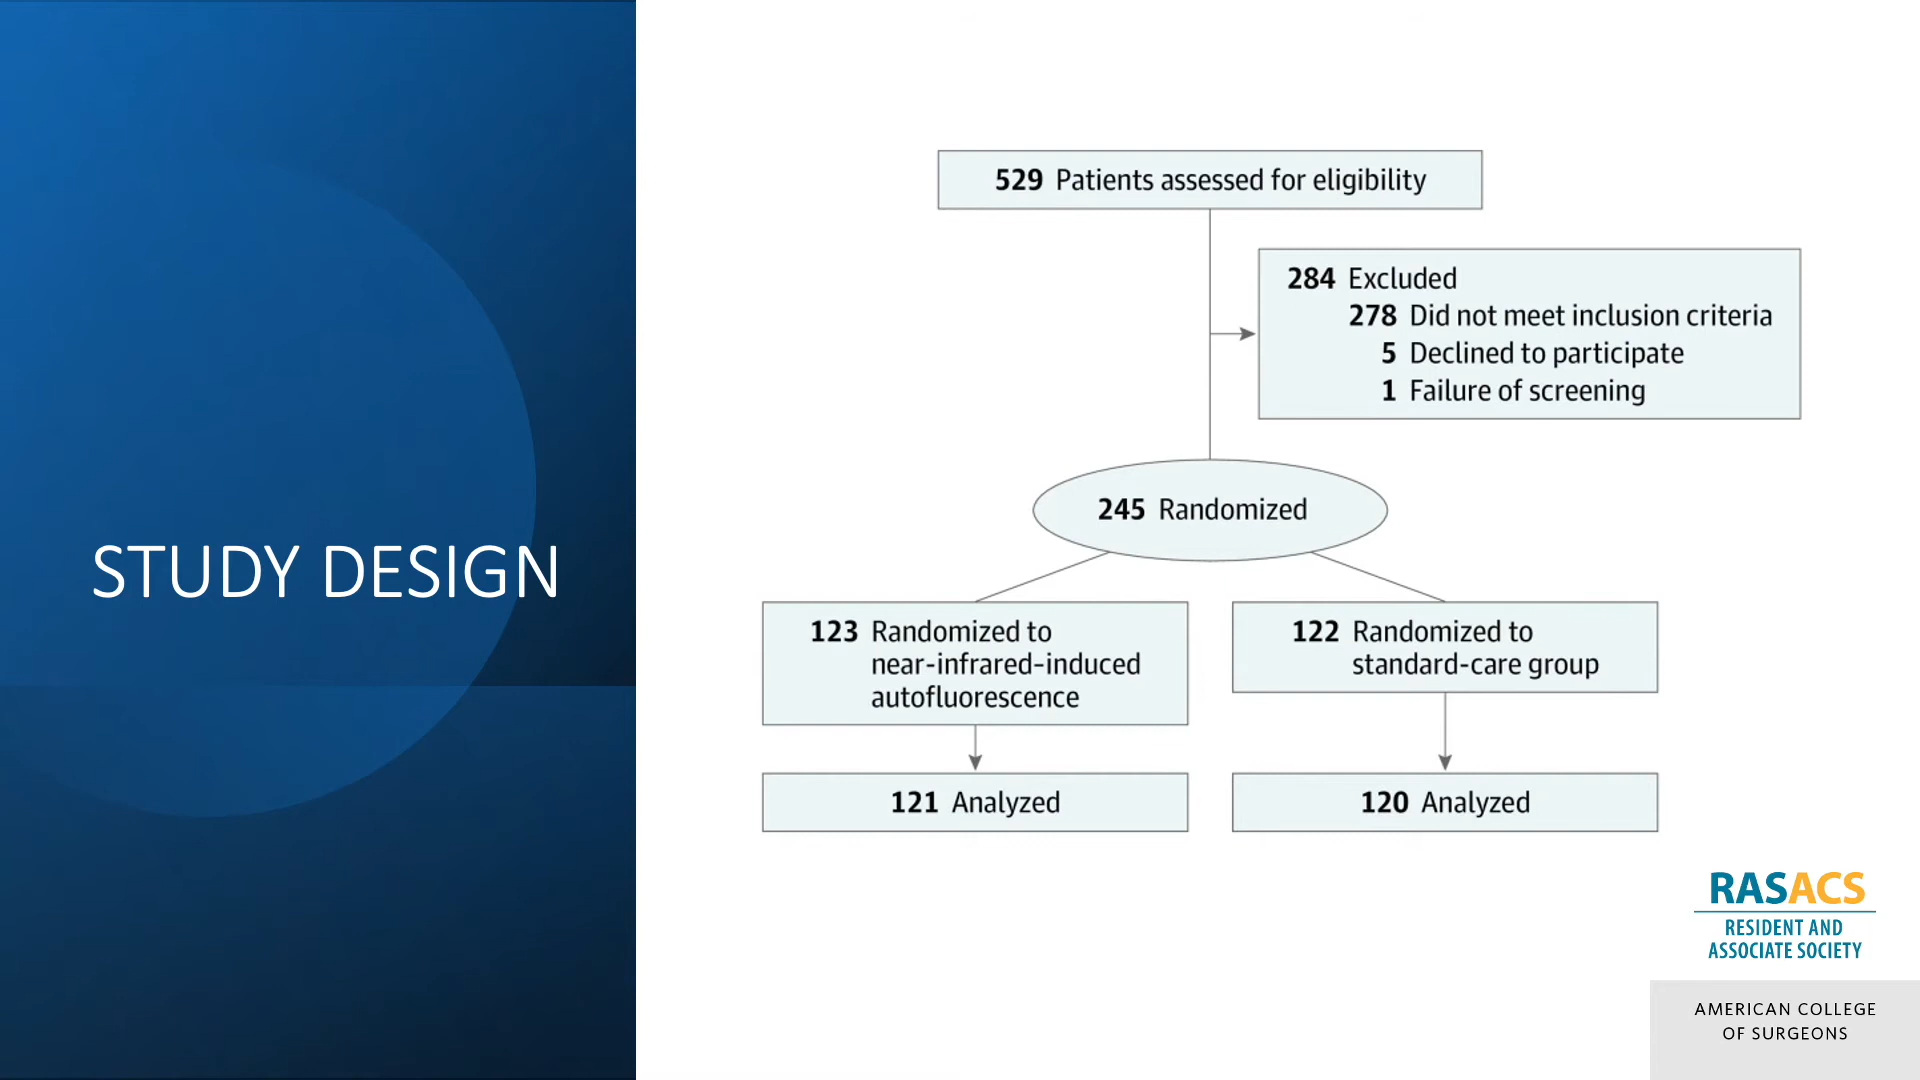 STUDY DESIGN
529 Patients assessed for eligibility
284 Excluded
278 Did not meet inclusion criteria
5 Declined to participate
1 Failure of screening
245 Randomized
123 Randomized to
near-infrared-induced
autofluorescence
122 Randomized to
standard-care group
121 Analyzed
120 Analyzed
RASACS
RESIDENT AND
ASSOCIATE SOCIETY
AMERICAN COLLEGE
OF SURGEONS